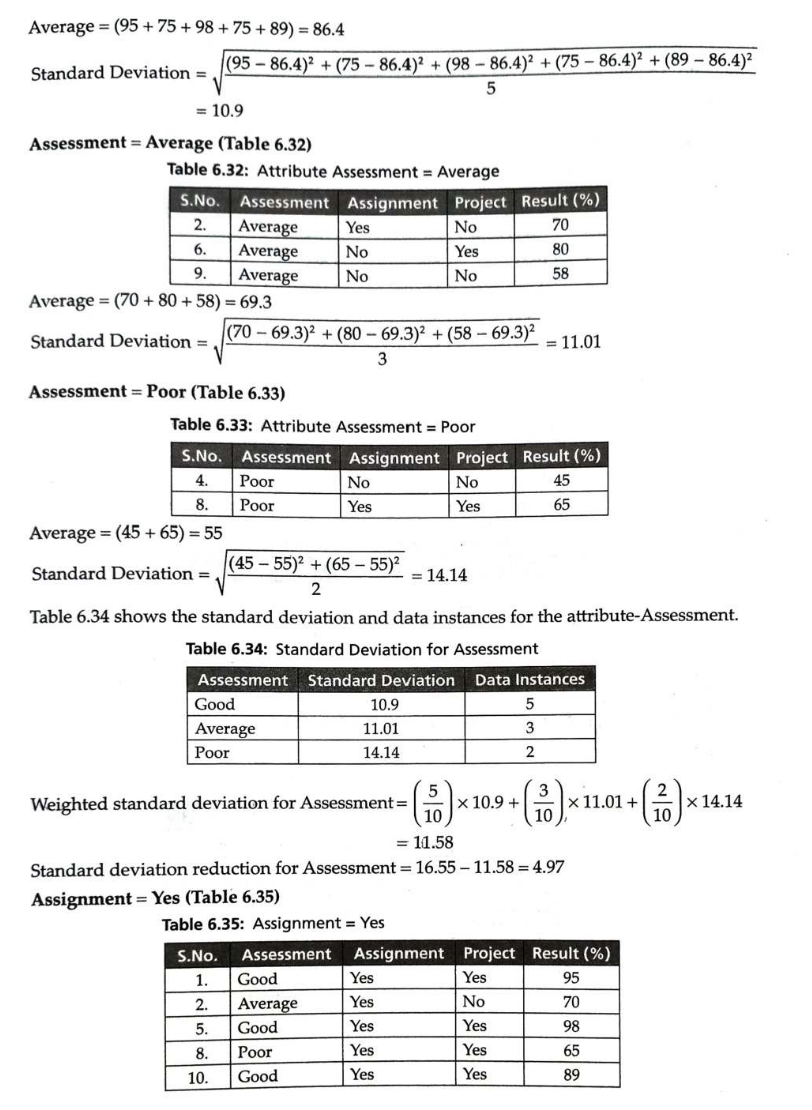 Average = (95 + 75 + 98 + 75 + 89) = 86.4
Standard Deviation = √((95 – 86.4)² + (75 – 86.4)² + (98 – 86.4)² + (75 – 86.4)² + (89 – 86.4)² / 5)
= 10.9
Assessment = Average (Table 6.32)
Table 6.32: Attribute Assessment = Average
S.No. Assessment Assignment Project Result (%)
2. Average Yes No 70
6. Average No Yes 80
9. Average No No 58
Average = (70 + 80 + 58) = 69.3
Standard Deviation = √((70 – 69.3)² + (80 – 69.3)² + (58 – 69.3)² / 3) = 11.01
Assessment = Poor (Table 6.33)
Table 6.33: Attribute Assessment = Poor
S.No. Assessment Assignment Project Result (%)
4. Poor No No 45
8. Poor Yes Yes 65
Average = (45 + 65) = 55
Standard Deviation = √((45 – 55)² + (65 – 55)² / 2) = 14.14
Table 6.34 shows the standard deviation and data instances for the attribute-Assessment.
Table 6.34: Standard Deviation for Assessment
Assessment Standard Deviation Data Instances
Good 10.9 5
Average 11.01 3
Poor 14.14 2
Weighted standard deviation for Assessment = (5/10) × 10.9 + (3/10) × 11.01 + (2/10) × 14.14
= 11.58
Standard deviation reduction for Assessment = 16.55 – 11.58 = 4.97
Assignment = Yes (Table 6.35)
Table 6.35: Assignment = Yes
S.No. Assessment Assignment Project Result (%)
1. Good Yes Yes 95
2. Average Yes No 70
5. Good Yes Yes 98
8. Poor Yes Yes 65
10. Good Yes Yes 89